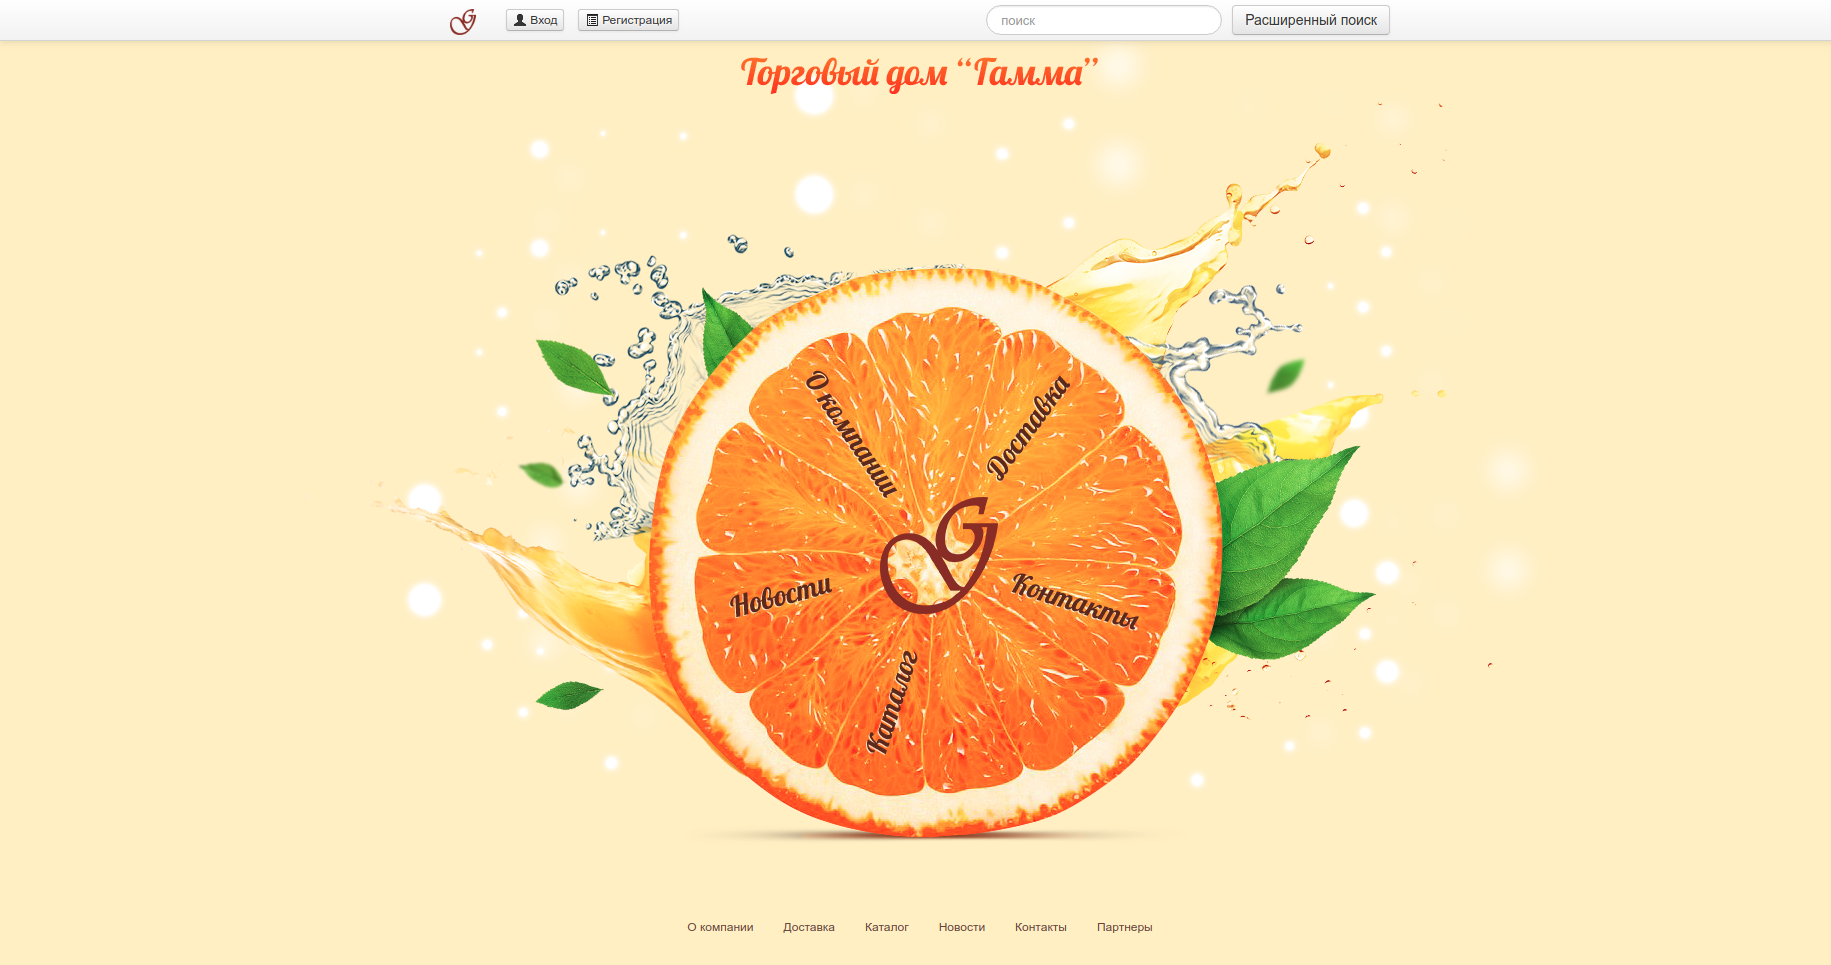 Вход
Регистрация
поиск
Расширенный поиск
Торговый дом “Гамма”
О компании
Доставка
Новости
Контакты
Каталог
О компании Доставка Каталог Новости Контакты Партнеры